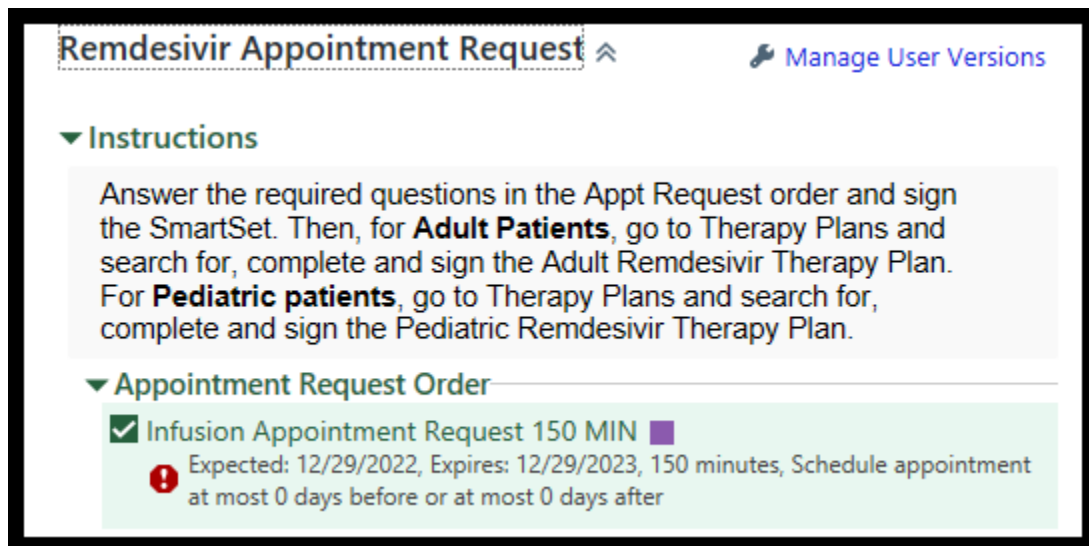 Remdesivir Appointment Request
Manage User Versions
Instructions
Answer the required questions in the Appt Request order and sign
the SmartSet. Then, for Adult Patients, go to Therapy Plans and
search for, complete and sign the Adult Remdesivir Therapy Plan.
For Pediatric patients, go to Therapy Plans and search for,
complete and sign the Pediatric Remdesivir Therapy Plan.
Appointment Request Order
Infusion Appointment Request 150 MIN
Expected: 12/29/2022, Expires: 12/29/2023, 150 minutes, Schedule appointment
at most 0 days before or at most 0 days after